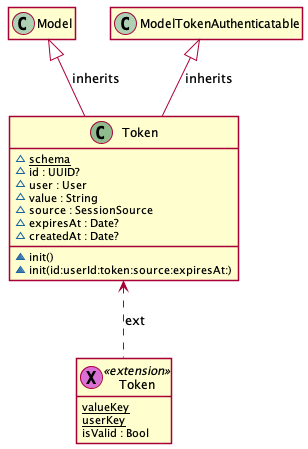 C Model
C ModelTokenAuthenticatable
inherits
inherits
C Token
~ schema
~ id : UUID?
~ user : User
~ value : String
~ source : SessionSource
~ expiresAt : Date?
~ createdAt : Date?
~ init()
~ init(id:userId:token:source:expiresAt:)
ext
X «extension»
Token
valueKey
userKey
isValid : Bool